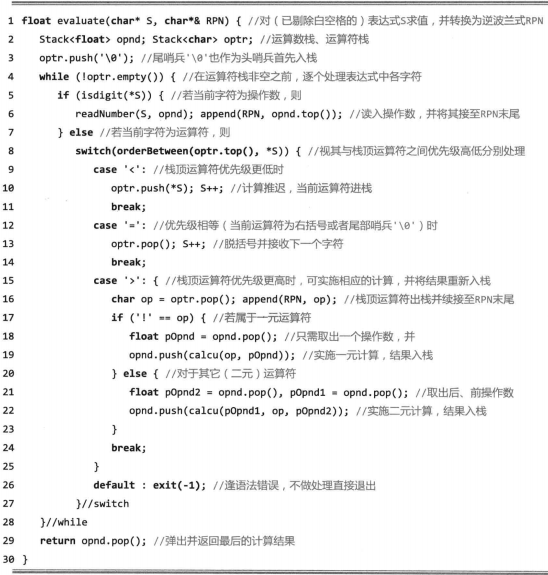 1 float evaluate(char* S, char*& RPN) { //对（已剔除白空格的）表达式S求值，并转换为逆波兰式RPN
2 Stack<float> opnd; Stack<char> optr; //运算数栈、运算符栈
3 optr.push('\0'); //尾哨兵'\0'也作为头哨兵首先入栈
4 while (!optr.empty()) { //在运算符栈非空之前，逐个处理表达式中各字符
5 if (isdigit(*S)) { //若当前字符为操作数，则
6 readNumber(S, opnd); append(RPN, opnd.top()); //读入操作数，并将其接至RPN末尾
7 } else //若当前字符为运算符，则
8 switch(orderBetween(optr.top(), *S)) { //视其与栈顶运算符之间优先级高低分别处理
9 case '<': //栈顶运算符优先级更低时
10 optr.push(*S); S++; //计算推迟，当前运算符进栈
11 break;
12 case '=': //优先级相等（当前运算符为右括号或者尾部哨兵'\0'）时
13 optr.pop(); S++; //脱括号并接收下一个字符
14 break;
15 case '>': { //栈顶运算符优先级更高时，可实施相应的计算，并将结果重新入栈
16 char op = optr.pop(); append(RPN, op); //栈顶运算符出栈并续接至RPN末尾
17 if ('!' == op) { //若属于一元运算符
18 float pOpnd = opnd.pop(); //只需取出一个操作数，并
19 opnd.push(calcu(op, pOpnd)); //实施一元计算，结果入栈
20 } else { //对于其它（二元）运算符
21 float pOpnd2 = opnd.pop(), pOpnd1 = opnd.pop(); //取出后、前操作数
22 opnd.push(calcu(pOpnd1, op, pOpnd2)); //实施二元计算，结果入栈
23 }
24 break;
25 }
26 default : exit(-1); //逢语法错误，不做处理直接退出
27 }//switch
28 }//while
29 return opnd.pop(); //弹出并返回最后的计算结果
30 }